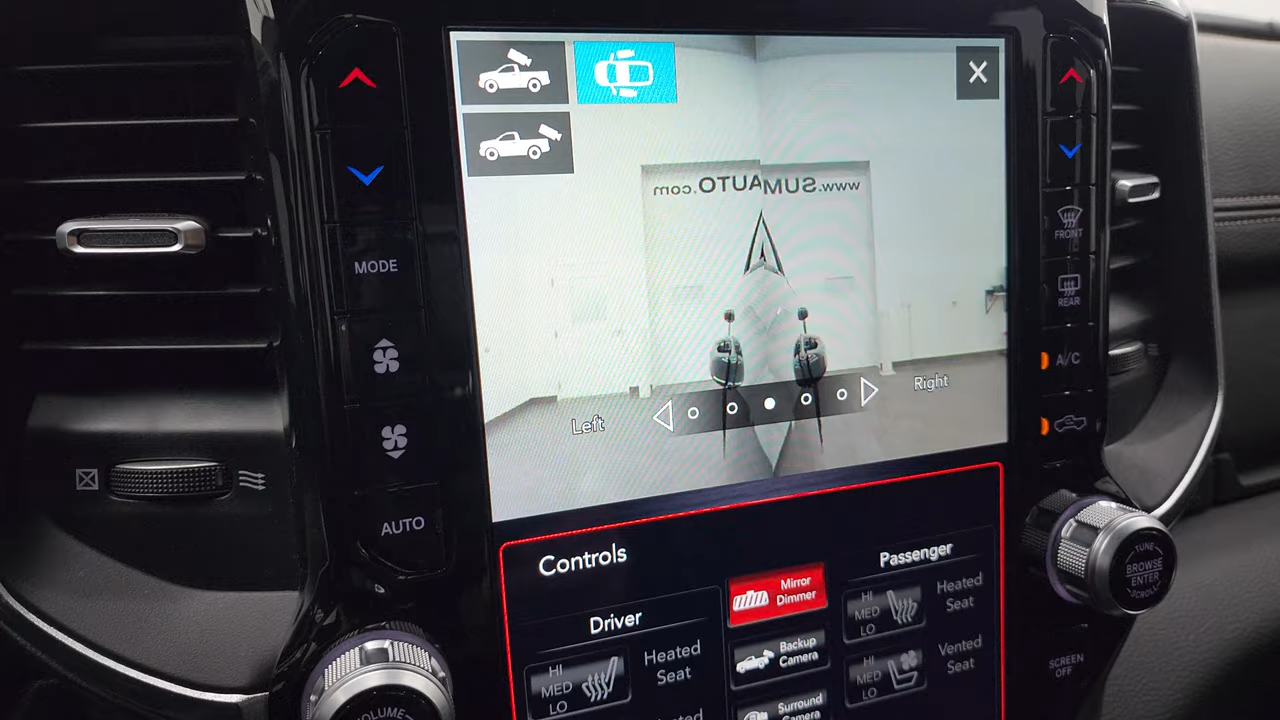 www.SUMAUTO.com
MODE
FRONT
REAR
A/C
Left
Right
AUTO
Controls
Driver
HI
MED
LO
Heated
Seat
Mirror
Dimmer
Backup
Camera
Surround
Camera
Passenger
HI
MED
LO
Heated
Seat
HI
MED
LO
Vented
Seat
TUNE
BROWSE
ENTER
SCROLL
SCREEN
OFF
VOLUME